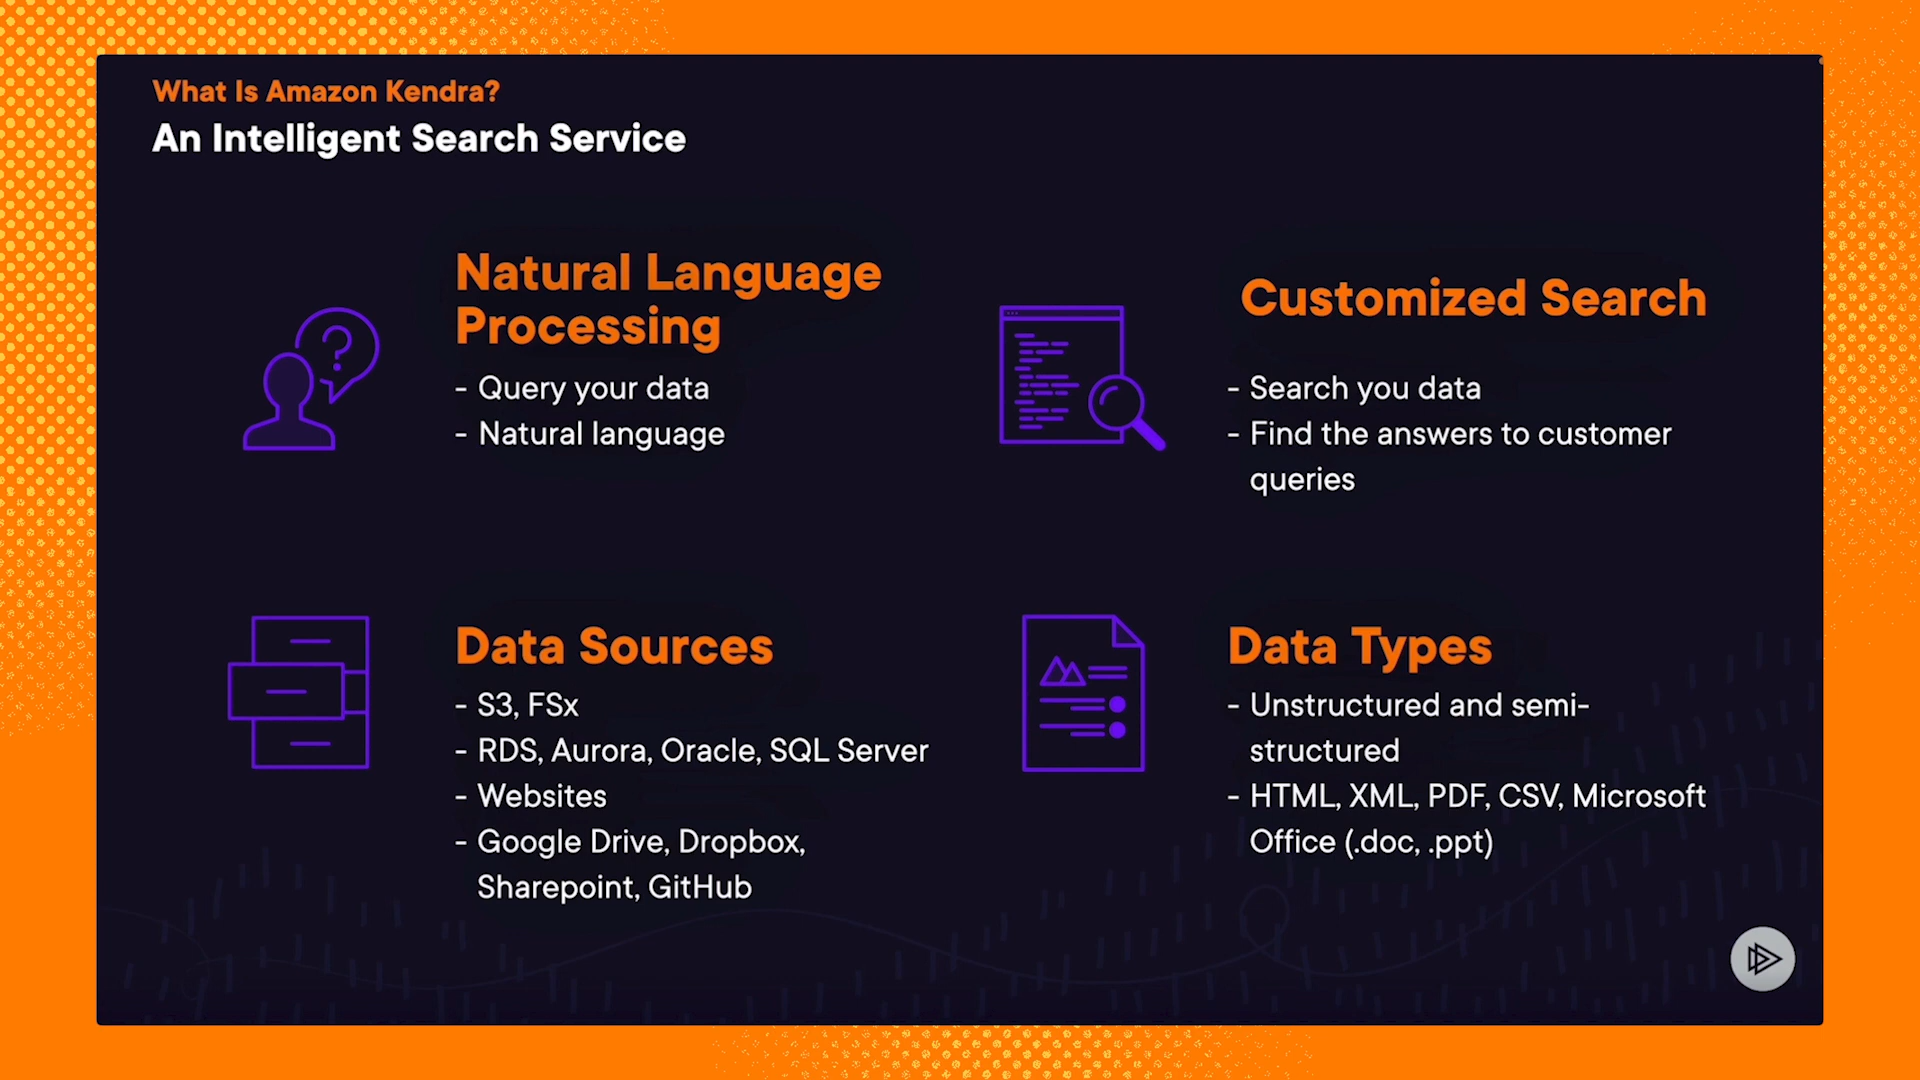 What Is Amazon Kendra?
An Intelligent Search Service
Natural Language
Processing
- Query your data
- Natural language
Customized Search
- Search you data
- Find the answers to customer
queries
Data Sources
- S3, FSx
- RDS, Aurora, Oracle, SQL Server
- Websites
- Google Drive, Dropbox,
Sharepoint, GitHub
Data Types
- Unstructured and semi-
structured
- HTML, XML, PDF, CSV, Microsoft
Office (.doc, .ppt)